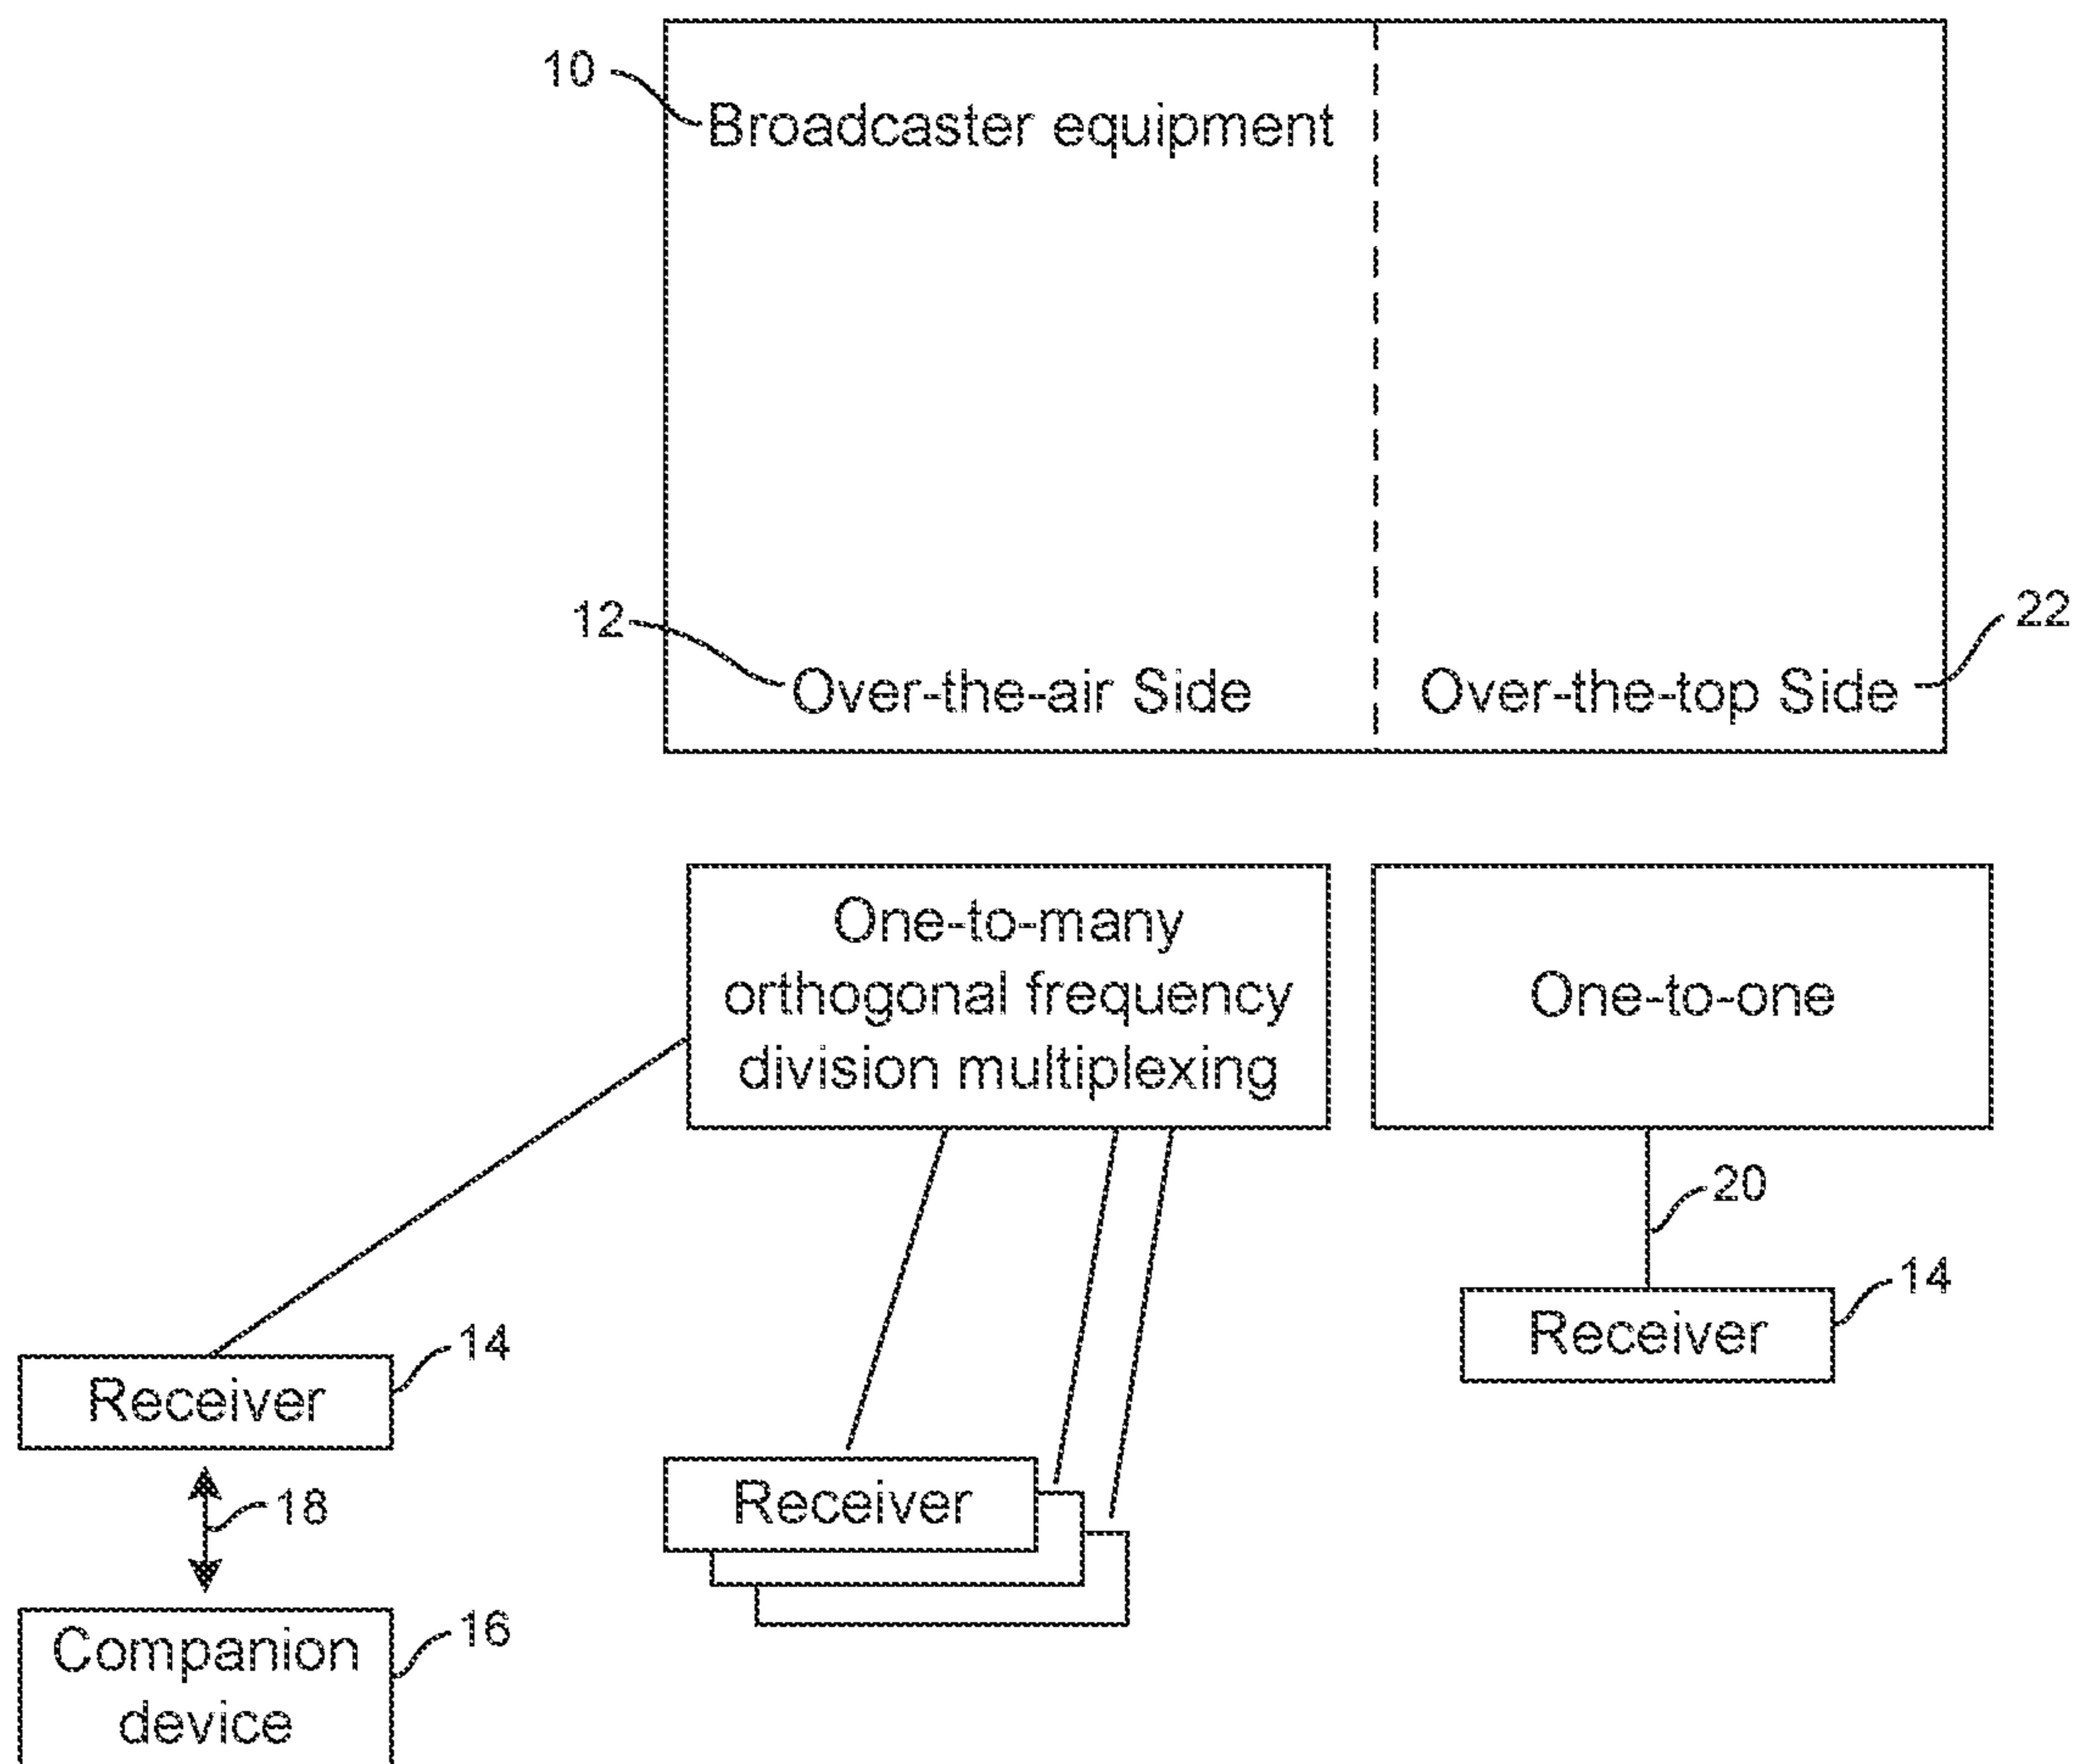 10
Broadcaster equipment
12
22
Over-the-air Side
Over-the-top Side
One-to-many
orthogonal frequency
division multiplexing
One-to-one
20
14
Receiver
14
Receiver
18
Receiver
16
Companion
device